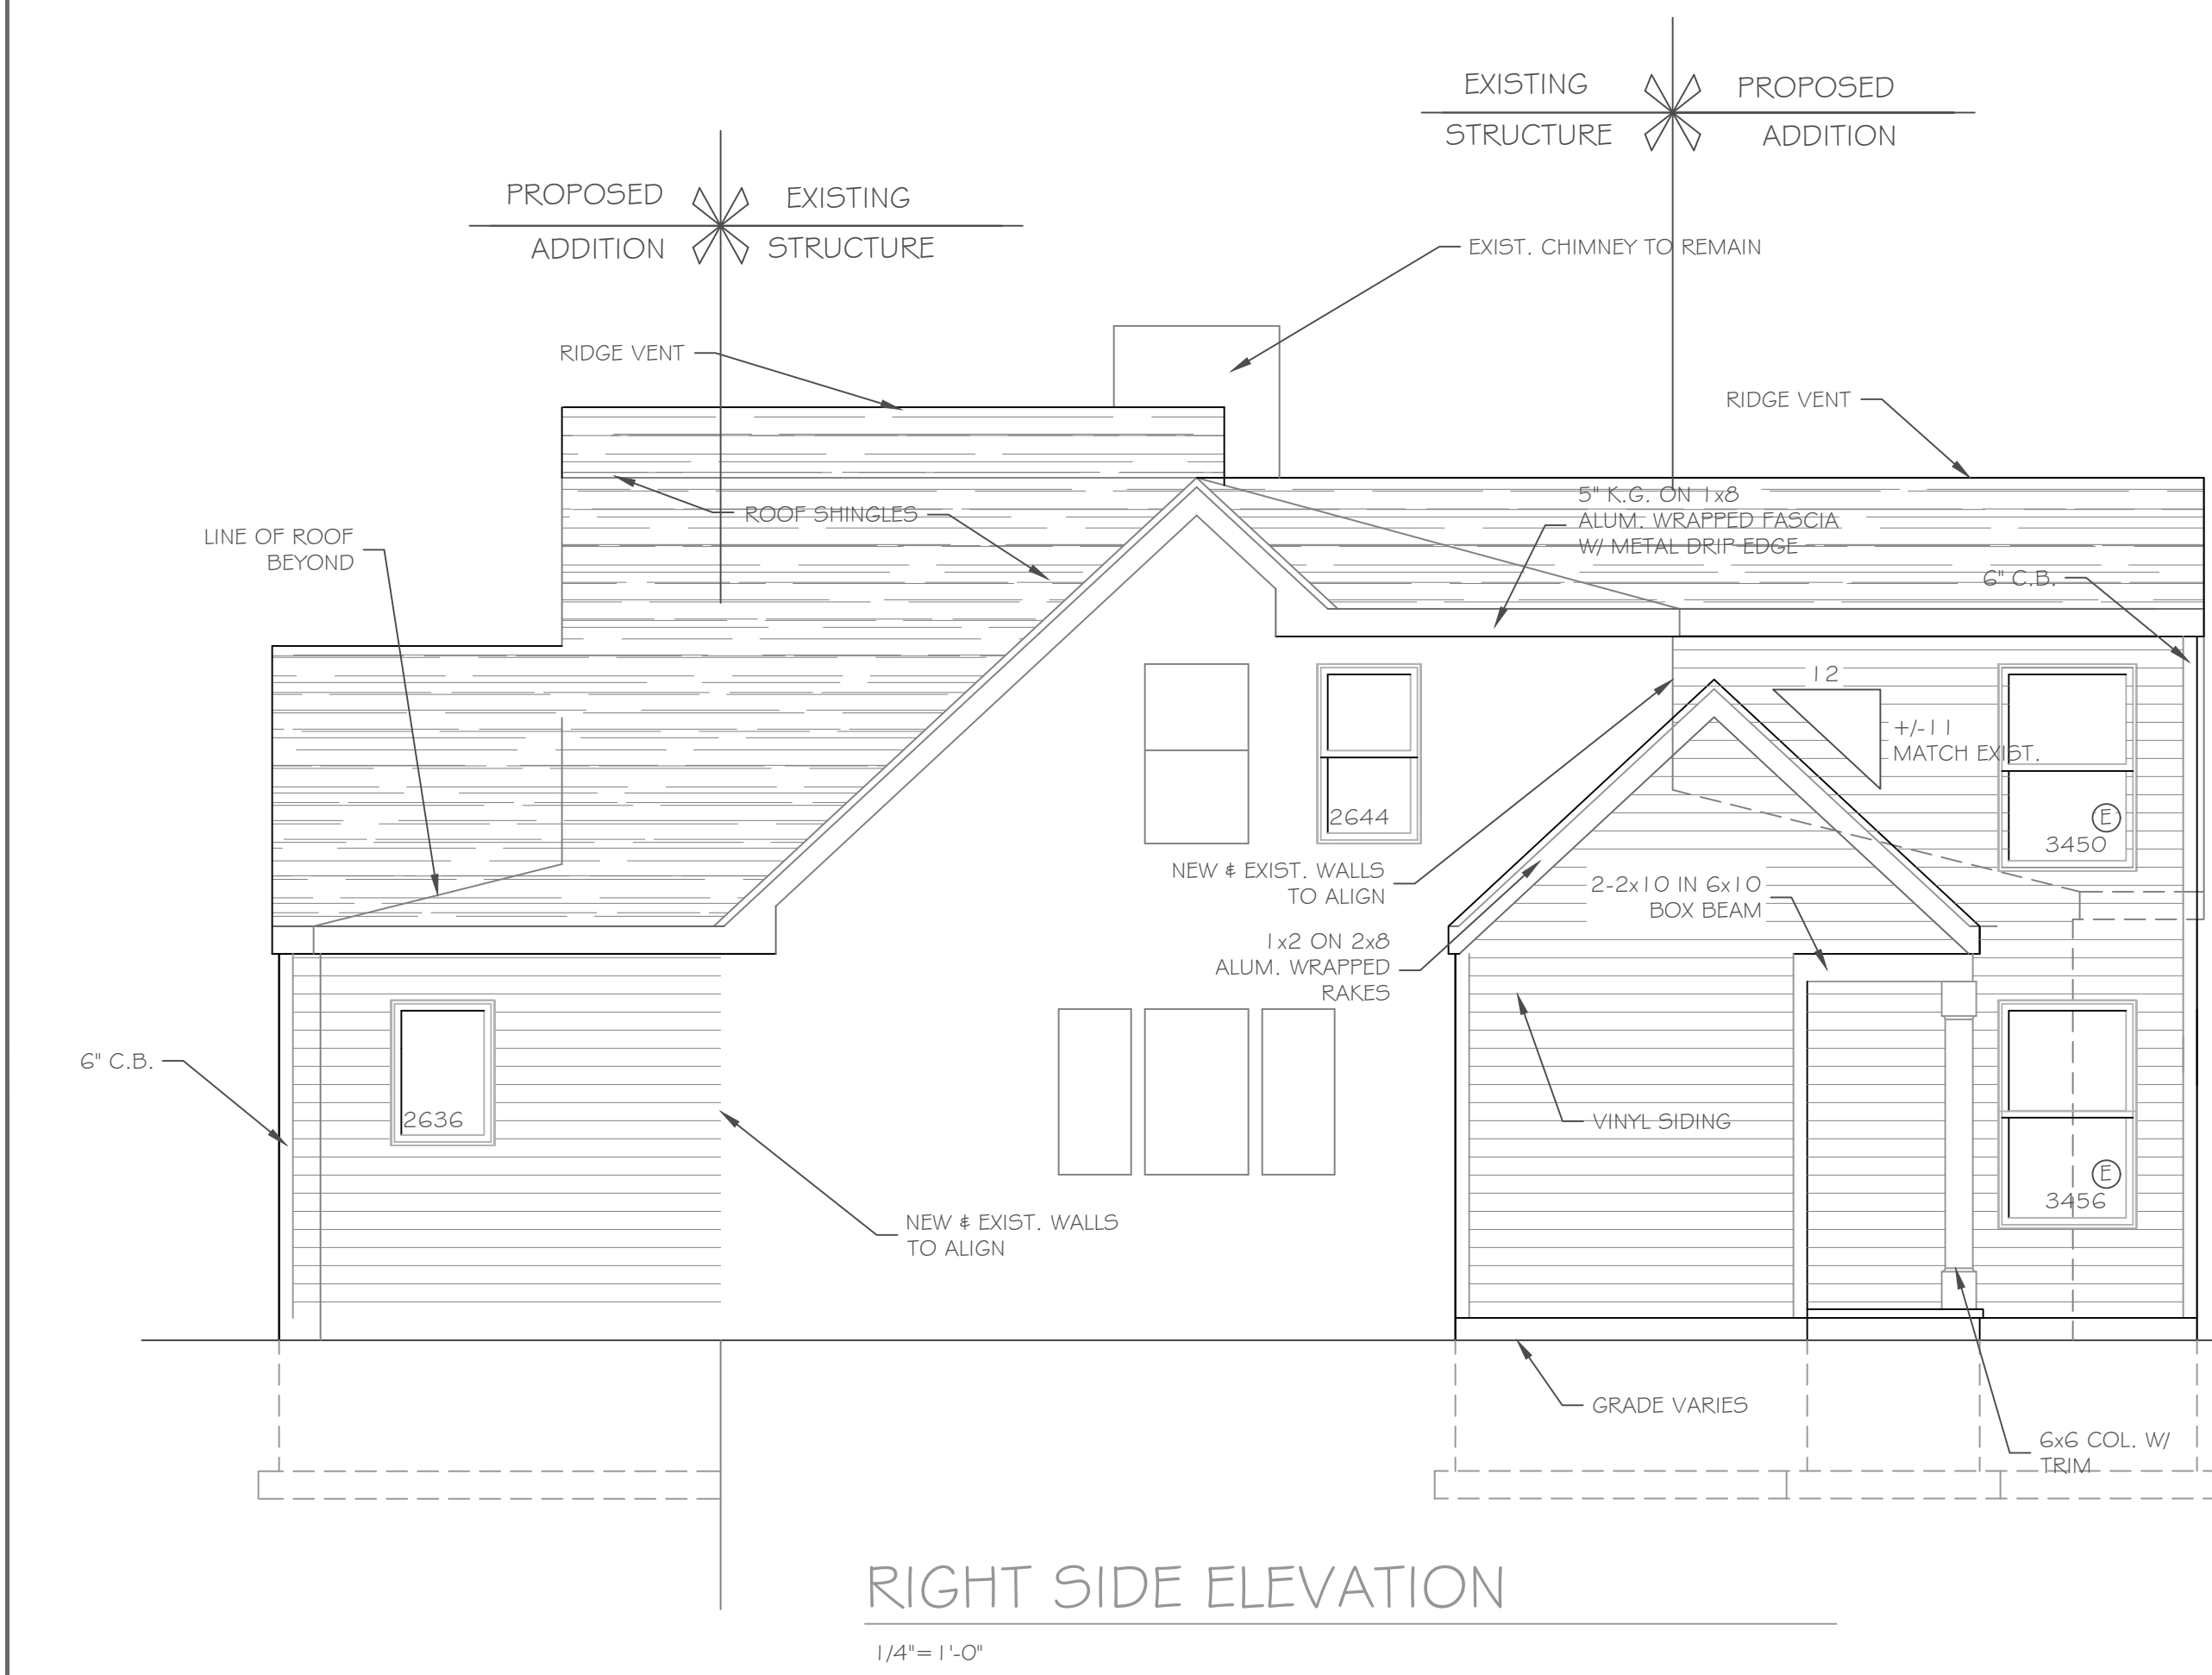 EXISTING
PROPOSED
STRUCTURE
ADDITION
PROPOSED
EXISTING
ADDITION
STRUCTURE
EXIST. CHIMNEY TO REMAIN
RIDGE VENT
RIDGE VENT
5" K.G. ON 1x8
ALUM. WRAPPED FASCIA
W/ METAL DRIP EDGE
ROOF SHINGLES
LINE OF ROOF
BEYOND
6" C.B.
12
+/-11
MATCH EXIST.
2644
E
3450
NEW & EXIST. WALLS
TO ALIGN
2-2x10 IN 6x10
BOX BEAM
1x2 ON 2x8
ALUM. WRAPPED
RAKES
6" C.B.
2636
VINYL SIDING
E
3456
NEW & EXIST. WALLS
TO ALIGN
GRADE VARIES
6x6 COL. W/
TRIM
RIGHT SIDE ELEVATION
1/4"=1'-0"